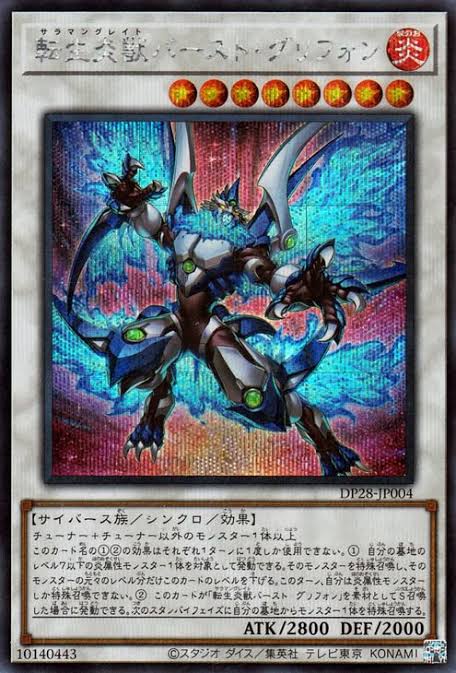 サラマングレイト
転生炎獣バースト・グリフォン
炎
DP28-JP004
【サイバース族／シンクロ／効果】
チューナー＋チューナー以外のモンスター1体以上
このカード名の①②の効果はそれぞれ1ターンに1度しか使用できない。① 自分の墓地の
レベル7以下の炎属性モンスター1体を対象として発動できる。そのモンスターを特殊召喚し、その
モンスターの元々のレベル分だけこのカードのレベルを下げる。このターン、自分は炎属性モンスター
しか特殊召喚できない。② このカードが「転生炎獣バースト グリフォン」を素材としてS召喚
した場合に発動できる。次のスタンバイフェイズに自分の墓地からモンスター1体を特殊召喚する。
ATK/2800 DEF/2000
10140443 ©スタジオ・ダイス/集英社・テレビ東京・KONAMI